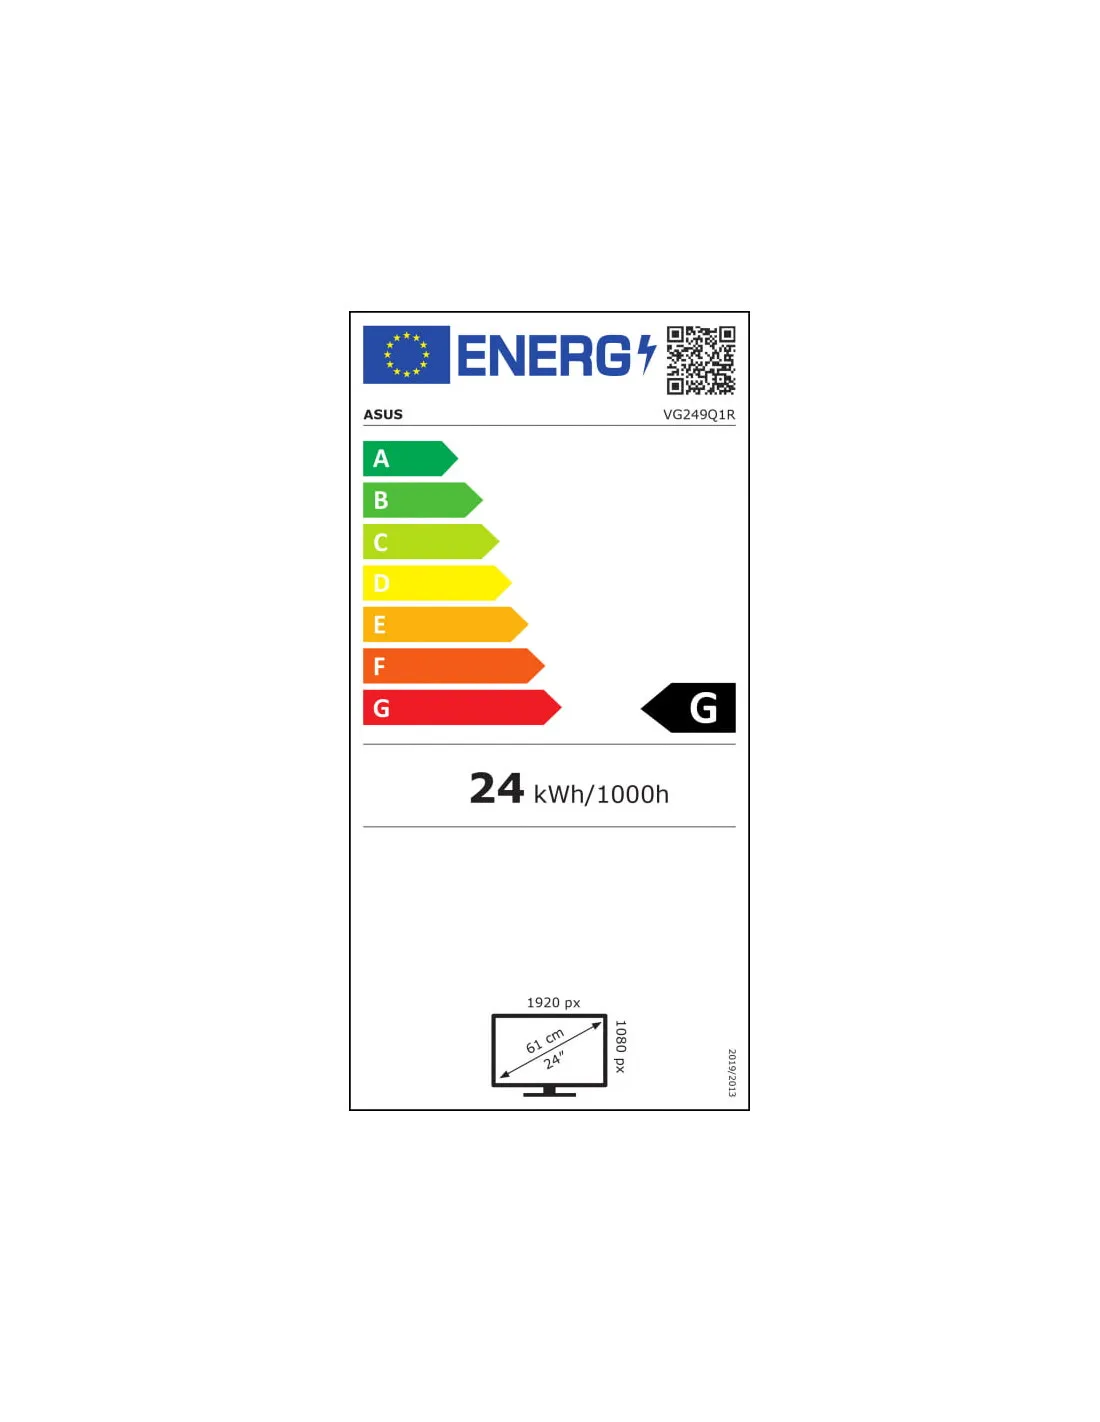 ENERG
ASUS VG249Q1R
A
B
C
D
E
F
G
G
24 kWh/1000h
1920 px
1080 px
61 cm
24"
2019/2013